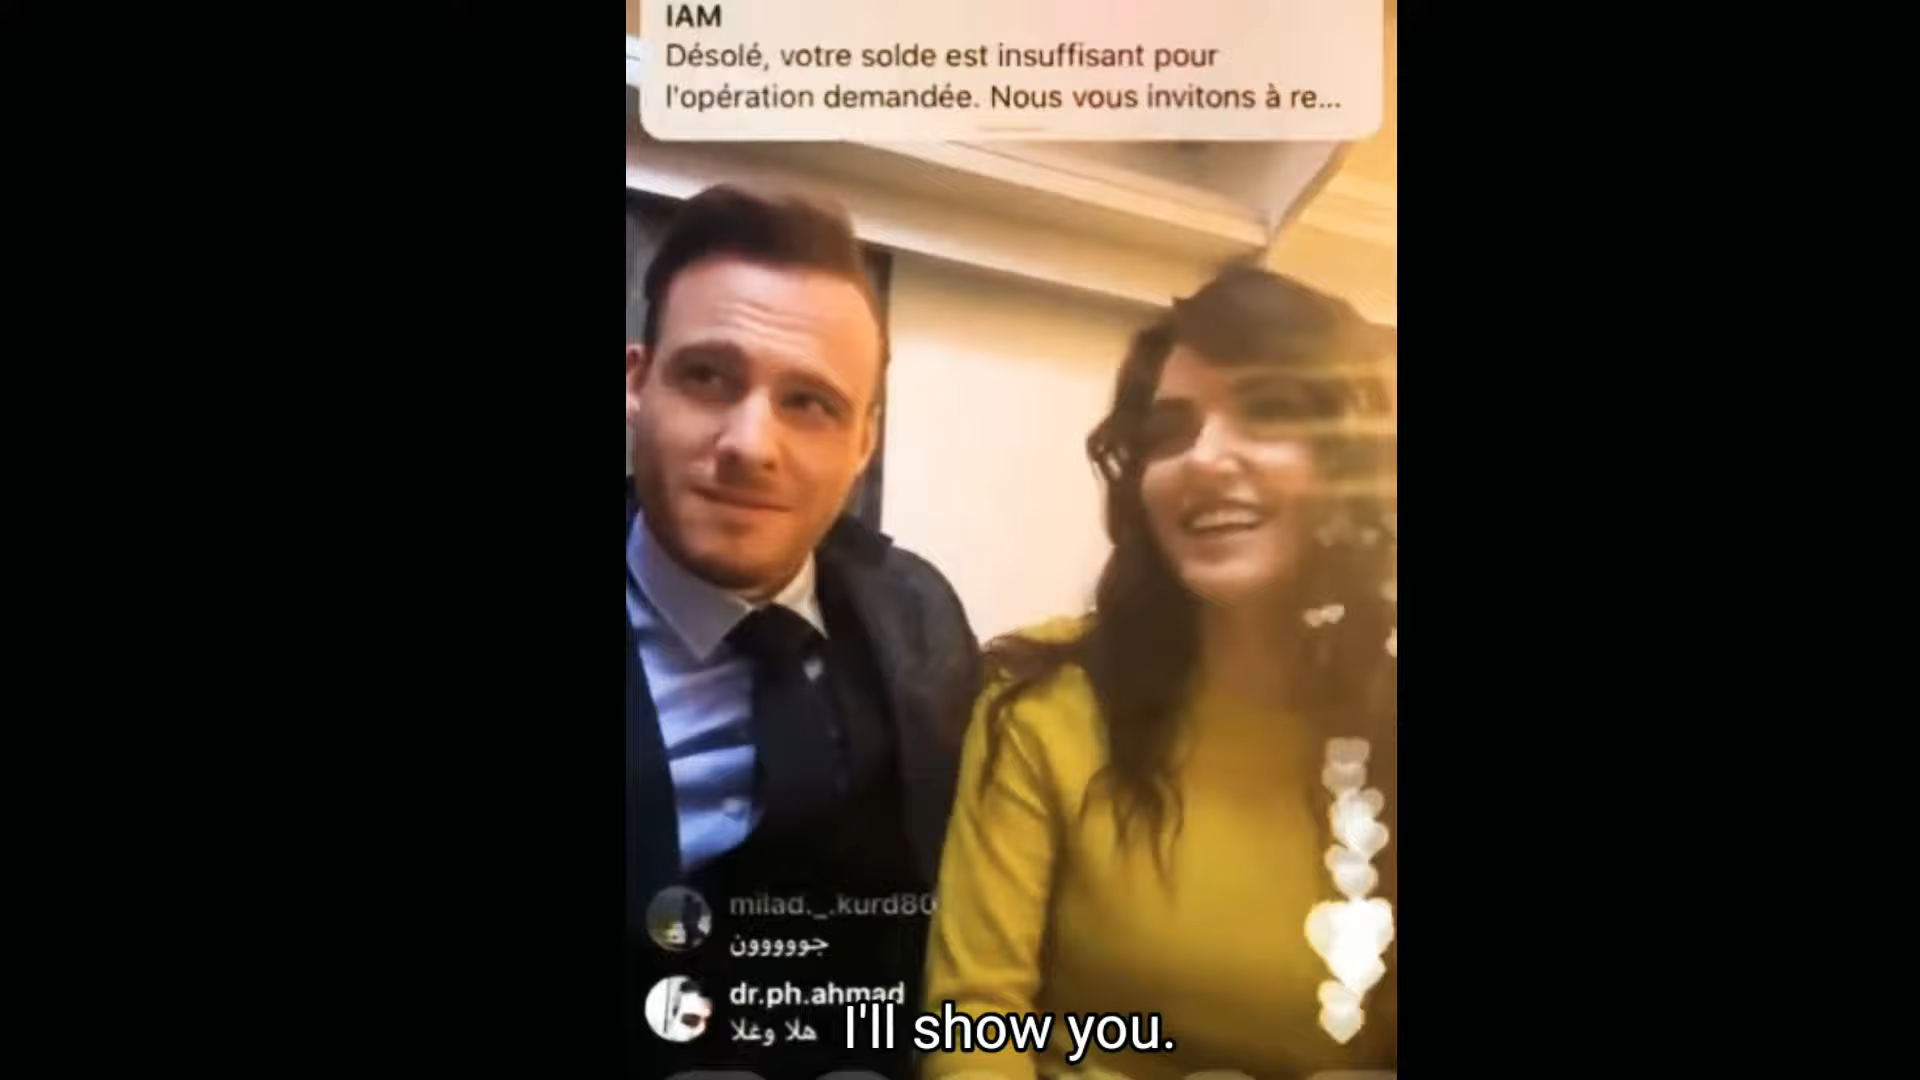 IAM
Désolé, votre solde est insuffisant pour
l'opération demandée. Nous vous invitons à re...
milad._.kurd80
جوووووون
dr.ph.ahmad
هلا وغلا
I'll show you.